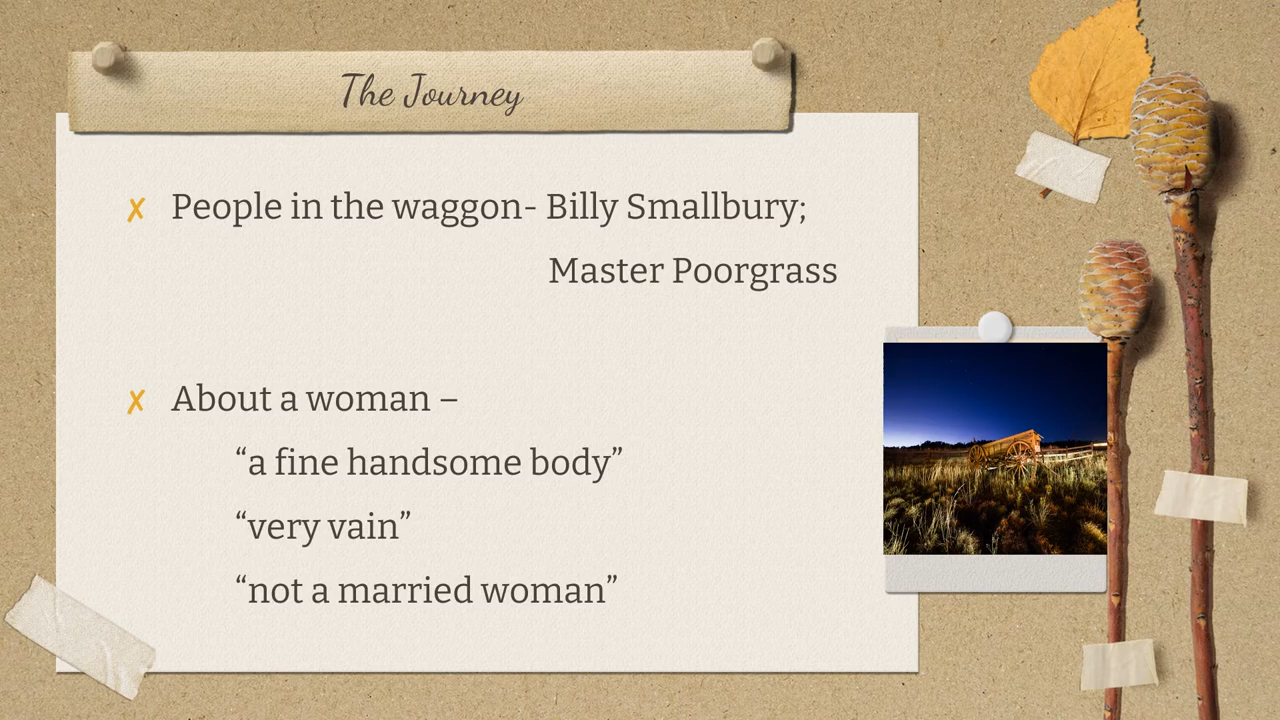 The Journey
✗ People in the waggon- Billy Smallbury;
Master Poorgrass
✗ About a woman –
“a fine handsome body”
“very vain”
“not a married woman”